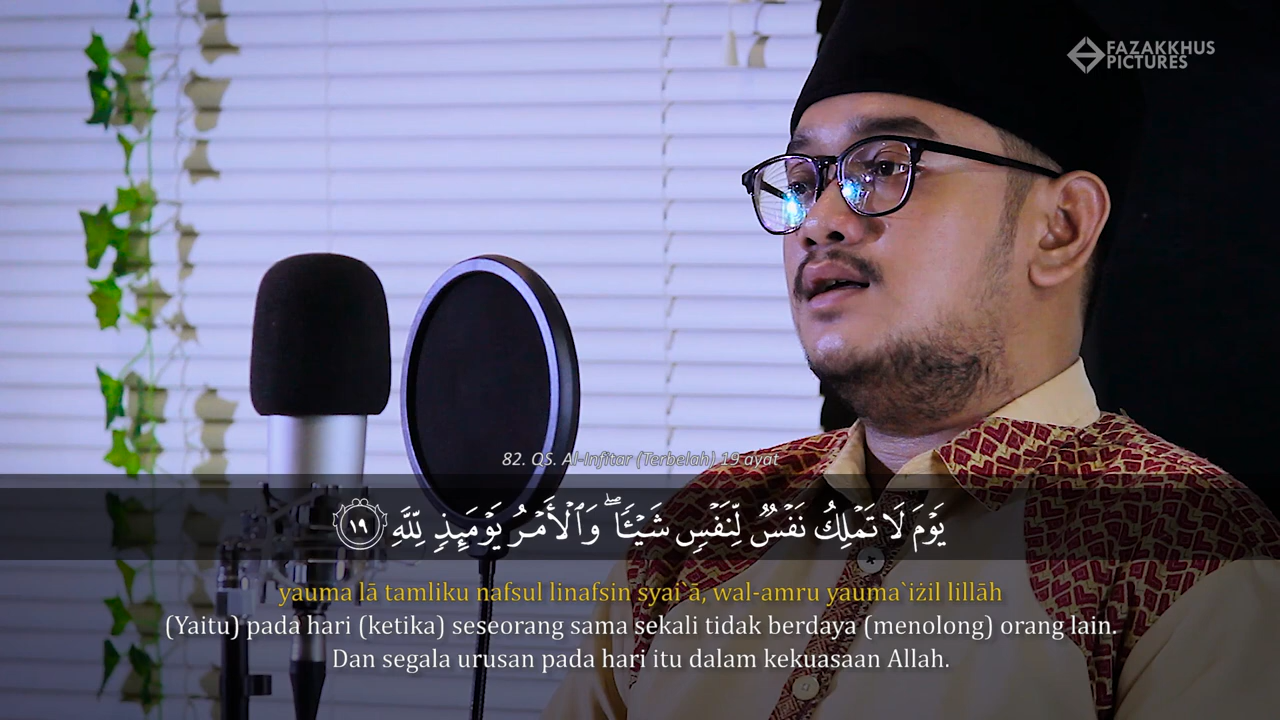 FAZAKKHUS
PICTURES
82. QS. Al-Infitar (Terbelah) 19 ayat
يَوْمَ لَا تَمْلِكُ نَفْسٌ لِّنَفْسٍ شَيْـًٔا ۖ وَالْأَمْرُ يَوْمَئِذٍ لِّلَّهِ ١٩
yauma lā tamliku nafsul linafsin syai`ā, wal-amru yauma`iżil lillāh
(Yaitu) pada hari (ketika) seseorang sama sekali tidak berdaya (menolong) orang lain.
Dan segala urusan pada hari itu dalam kekuasaan Allah.